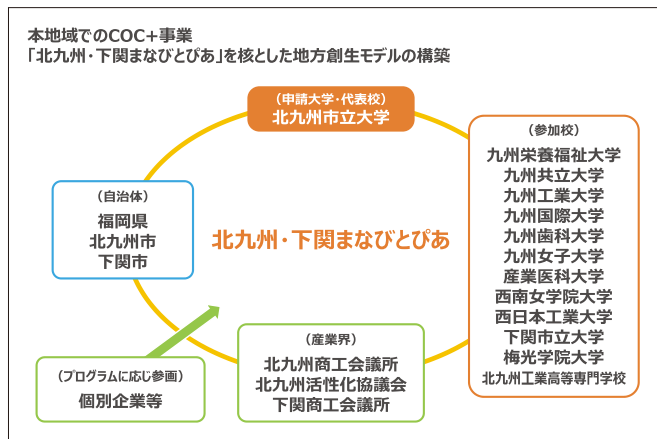 本地域でのCOC+事業
「北九州・下関まなびとぴあ」を核とした地方創生モデルの構築
（申請大学・代表校）
北九州市立大学
（参加校）
九州栄養福祉大学
九州共立大学
九州工業大学
九州国際大学
九州歯科大学
九州女子大学
産業医科大学
西南女学院大学
西日本工業大学
下関市立大学
梅光学院大学
北九州工業高等専門学校
（自治体）
福岡県
北九州市
下関市
北九州・下関まなびとぴあ
（産業界）
北九州商工会議所
北九州活性化協議会
下関商工会議所
（プログラムに応じ参画）
個別企業等